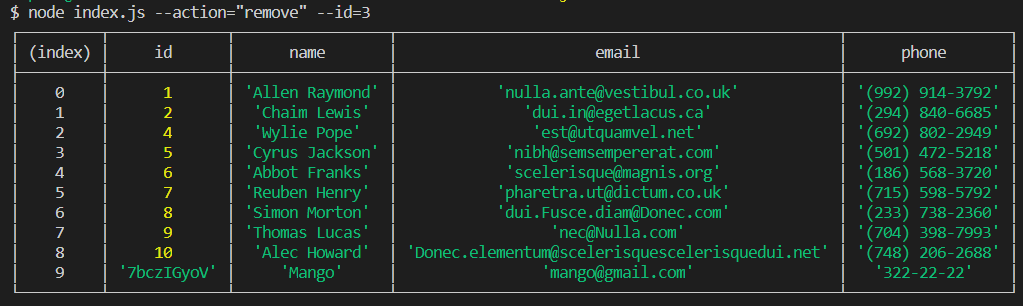 $ node index.js --action="remove" --id=3
(index) id name email phone
0 1 'Allen Raymond' 'nulla.ante@vestibul.co.uk' '(992) 914-3792'
1 2 'Chaim Lewis' 'dui.in@egetlacus.ca' '(294) 840-6685'
2 4 'Wylie Pope' 'est@utquamvel.net' '(692) 802-2949'
3 5 'Cyrus Jackson' 'nibh@semsempererat.com' '(501) 472-5218'
4 6 'Abbot Franks' 'scelerisque@magnis.org' '(186) 568-3720'
5 7 'Reuben Henry' 'pharetra.ut@dictum.co.uk' '(715) 598-5792'
6 8 'Simon Morton' 'dui.Fusce.diam@Donec.com' '(233) 738-2360'
7 9 'Thomas Lucas' 'nec@Nulla.com' '(704) 398-7993'
8 10 'Alec Howard' 'Donec.elementum@scelerisquescelerisquedui.net' '(748) 206-2688'
9 '7bczIGyoV' 'Mango' 'mango@gmail.com' '322-22-22'